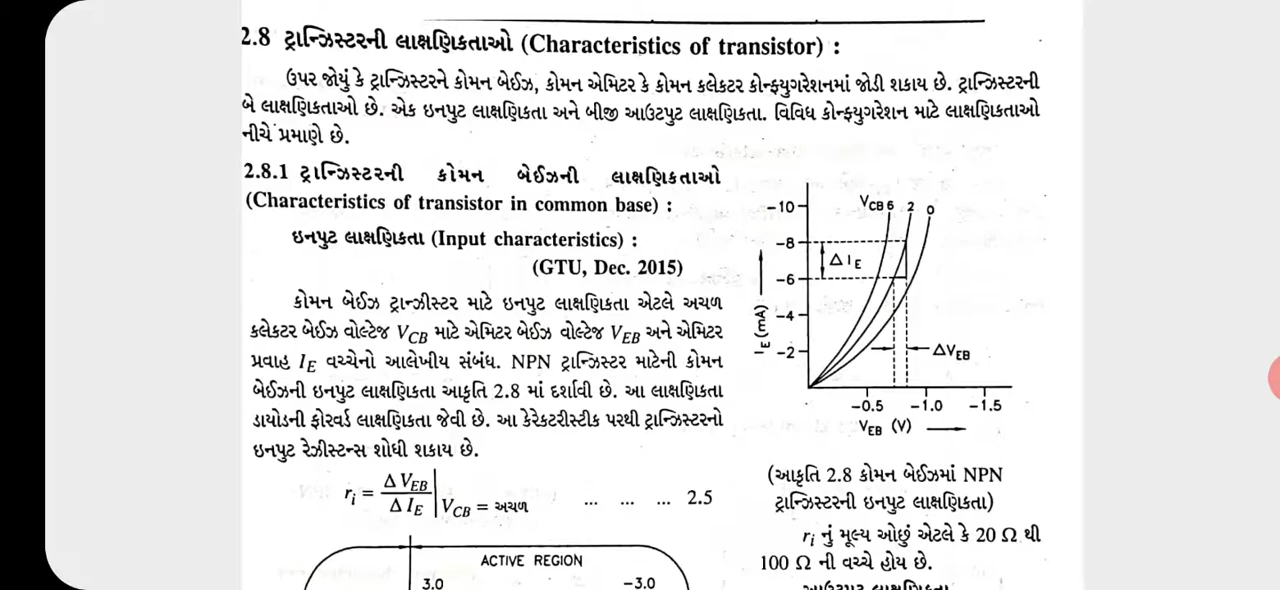 2.8 ટ્રાન્ઝિસ્ટરની લાક્ષણિકતાઓ (Characteristics of transistor) :
ઉપર જોયું કે ટ્રાન્ઝિસ્ટરને કોમન બેઈઝ, કોમન એમિટર કે કોમન કલેકટર કોન્ફ્યુગરેશનમાં જોડી શકાય છે. ટ્રાન્ઝિસ્ટરની
બે લાક્ષણિકતાઓ છે. એક ઇનપુટ લાક્ષણિકતા અને બીજી આઉટપુટ લાક્ષણિકતા. વિવિધ કોન્ફ્યુગરેશન માટે લાક્ષણિકતાઓ
નીચે પ્રમાણે છે.
2.8.1 ટ્રાન્ઝિસ્ટરની કોમન બેઈઝની લાક્ષણિકતાઓ
(Characteristics of transistor in common base) :
ઇનપુટ લાક્ષણિકતા (Input characteristics) :
(GTU, Dec. 2015)
કોમન બેઈઝ ટ્રાન્ઝીસ્ટર માટે ઇનપુટ લાક્ષણિકતા એટલે અચળ
કલેકટર બેઈઝ વોલ્ટેજ VCB માટે એમિટર બેઈઝ વોલ્ટેજ VEB અને એમિટર
પ્રવાહ IE વચ્ચેનો આલેખીય સંબંધ. NPN ટ્રાન્ઝિસ્ટર માટેની કોમન
બેઈઝની ઇનપુટ લાક્ષણિકતા આકૃતિ 2.8 માં દર્શાવી છે. આ લાક્ષણિકતા
ડાયોડની ફોરવર્ડ લાક્ષણિકતા જેવી છે. આ કેરેકટરીસ્ટીક પરથી ટ્રાન્ઝિસ્ટરનો
ઇનપુટ રેઝીસ્ટન્સ શોધી શકાય છે.
ri = ΔVEB / ΔIE | VCB = અચળ ... ... ... 2.5
VCB 6 2 0
–10
–8
ΔIE
–6
–4
–2
IE (mA)
ΔVEB
–0.5 –1.0 –1.5
VEB (V)
(આકૃતિ 2.8 કોમન બેઈઝમાં NPN
ટ્રાન્ઝિસ્ટરની ઇનપુટ લાક્ષણિકતા)
ri નું મૂલ્ય ઓછું એટલે કે 20 Ω થી
100 Ω ની વચ્ચે હોય છે.
ACTIVE REGION
3.0 –3.0